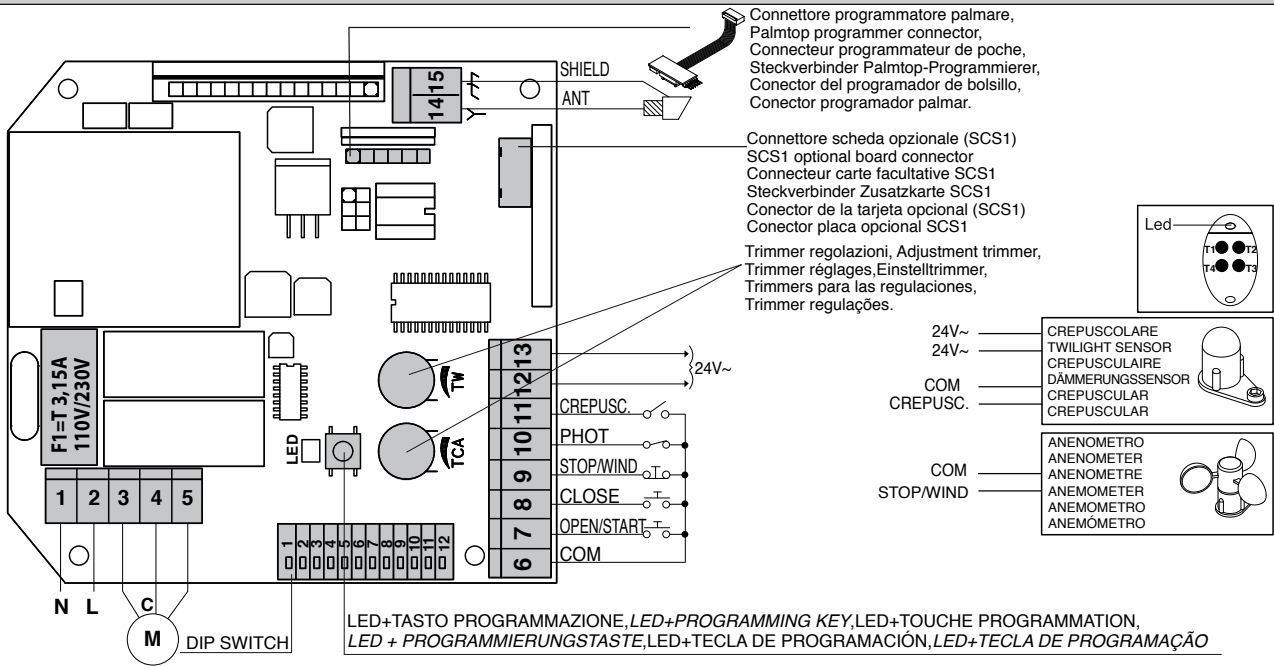 Connettore programmatore palmare,
Palmtop programmer connector,
Connecteur programmateur de poche,
Steckverbinder Palmtop-Programmierer,
Conector del programador de bolsillo,
Conector programador palmar.
SHIELD
ANT
14 15
Connettore scheda opzionale (SCS1)
SCS1 optional board connector
Connecteur carte facultative SCS1
Steckverbinder Zusatzkarte SCS1
Conector de la tarjeta opcional (SCS1)
Conector placa opcional SCS1
Trimmer regolazioni, Adjustment trimmer,
Trimmer réglages,Einstelltrimmer,
Trimmers para las regulaciones,
Trimmer regulações.
Led
T1 T2
T4 T3
24V~
24V~
COM
CREPUSC.
CREPUSCOLARE
TWILIGHT SENSOR
CREPUSCULAIRE
DÄMMERUNGSSENSOR
CREPUSCULAR
CREPUSCULAR
COM
STOP/WIND
ANENOMETRO
ANENOMETER
ANENOMETRE
ANEMOMETER
ANEMOMETRO
ANEMÓMETRO
F1=T 3,15A
110V/230V
LED
TW
TCA
13
12
24V~
11
CREPUSC.
10
PHOT
9
STOP/WIND
8
CLOSE
7
OPEN/START
6
COM
1 2 3 4 5
1 2 3 4 5 6 7 8 9 10 11 12
N L
C
M
DIP SWITCH
LED+TASTO PROGRAMMAZIONE,LED+PROGRAMMING KEY,LED+TOUCHE PROGRAMMATION,
LED + PROGRAMMIERUNGSTASTE,LED+TECLA DE PROGRAMACIÓN,LED+TECLA DE PROGRAMAÇÃO